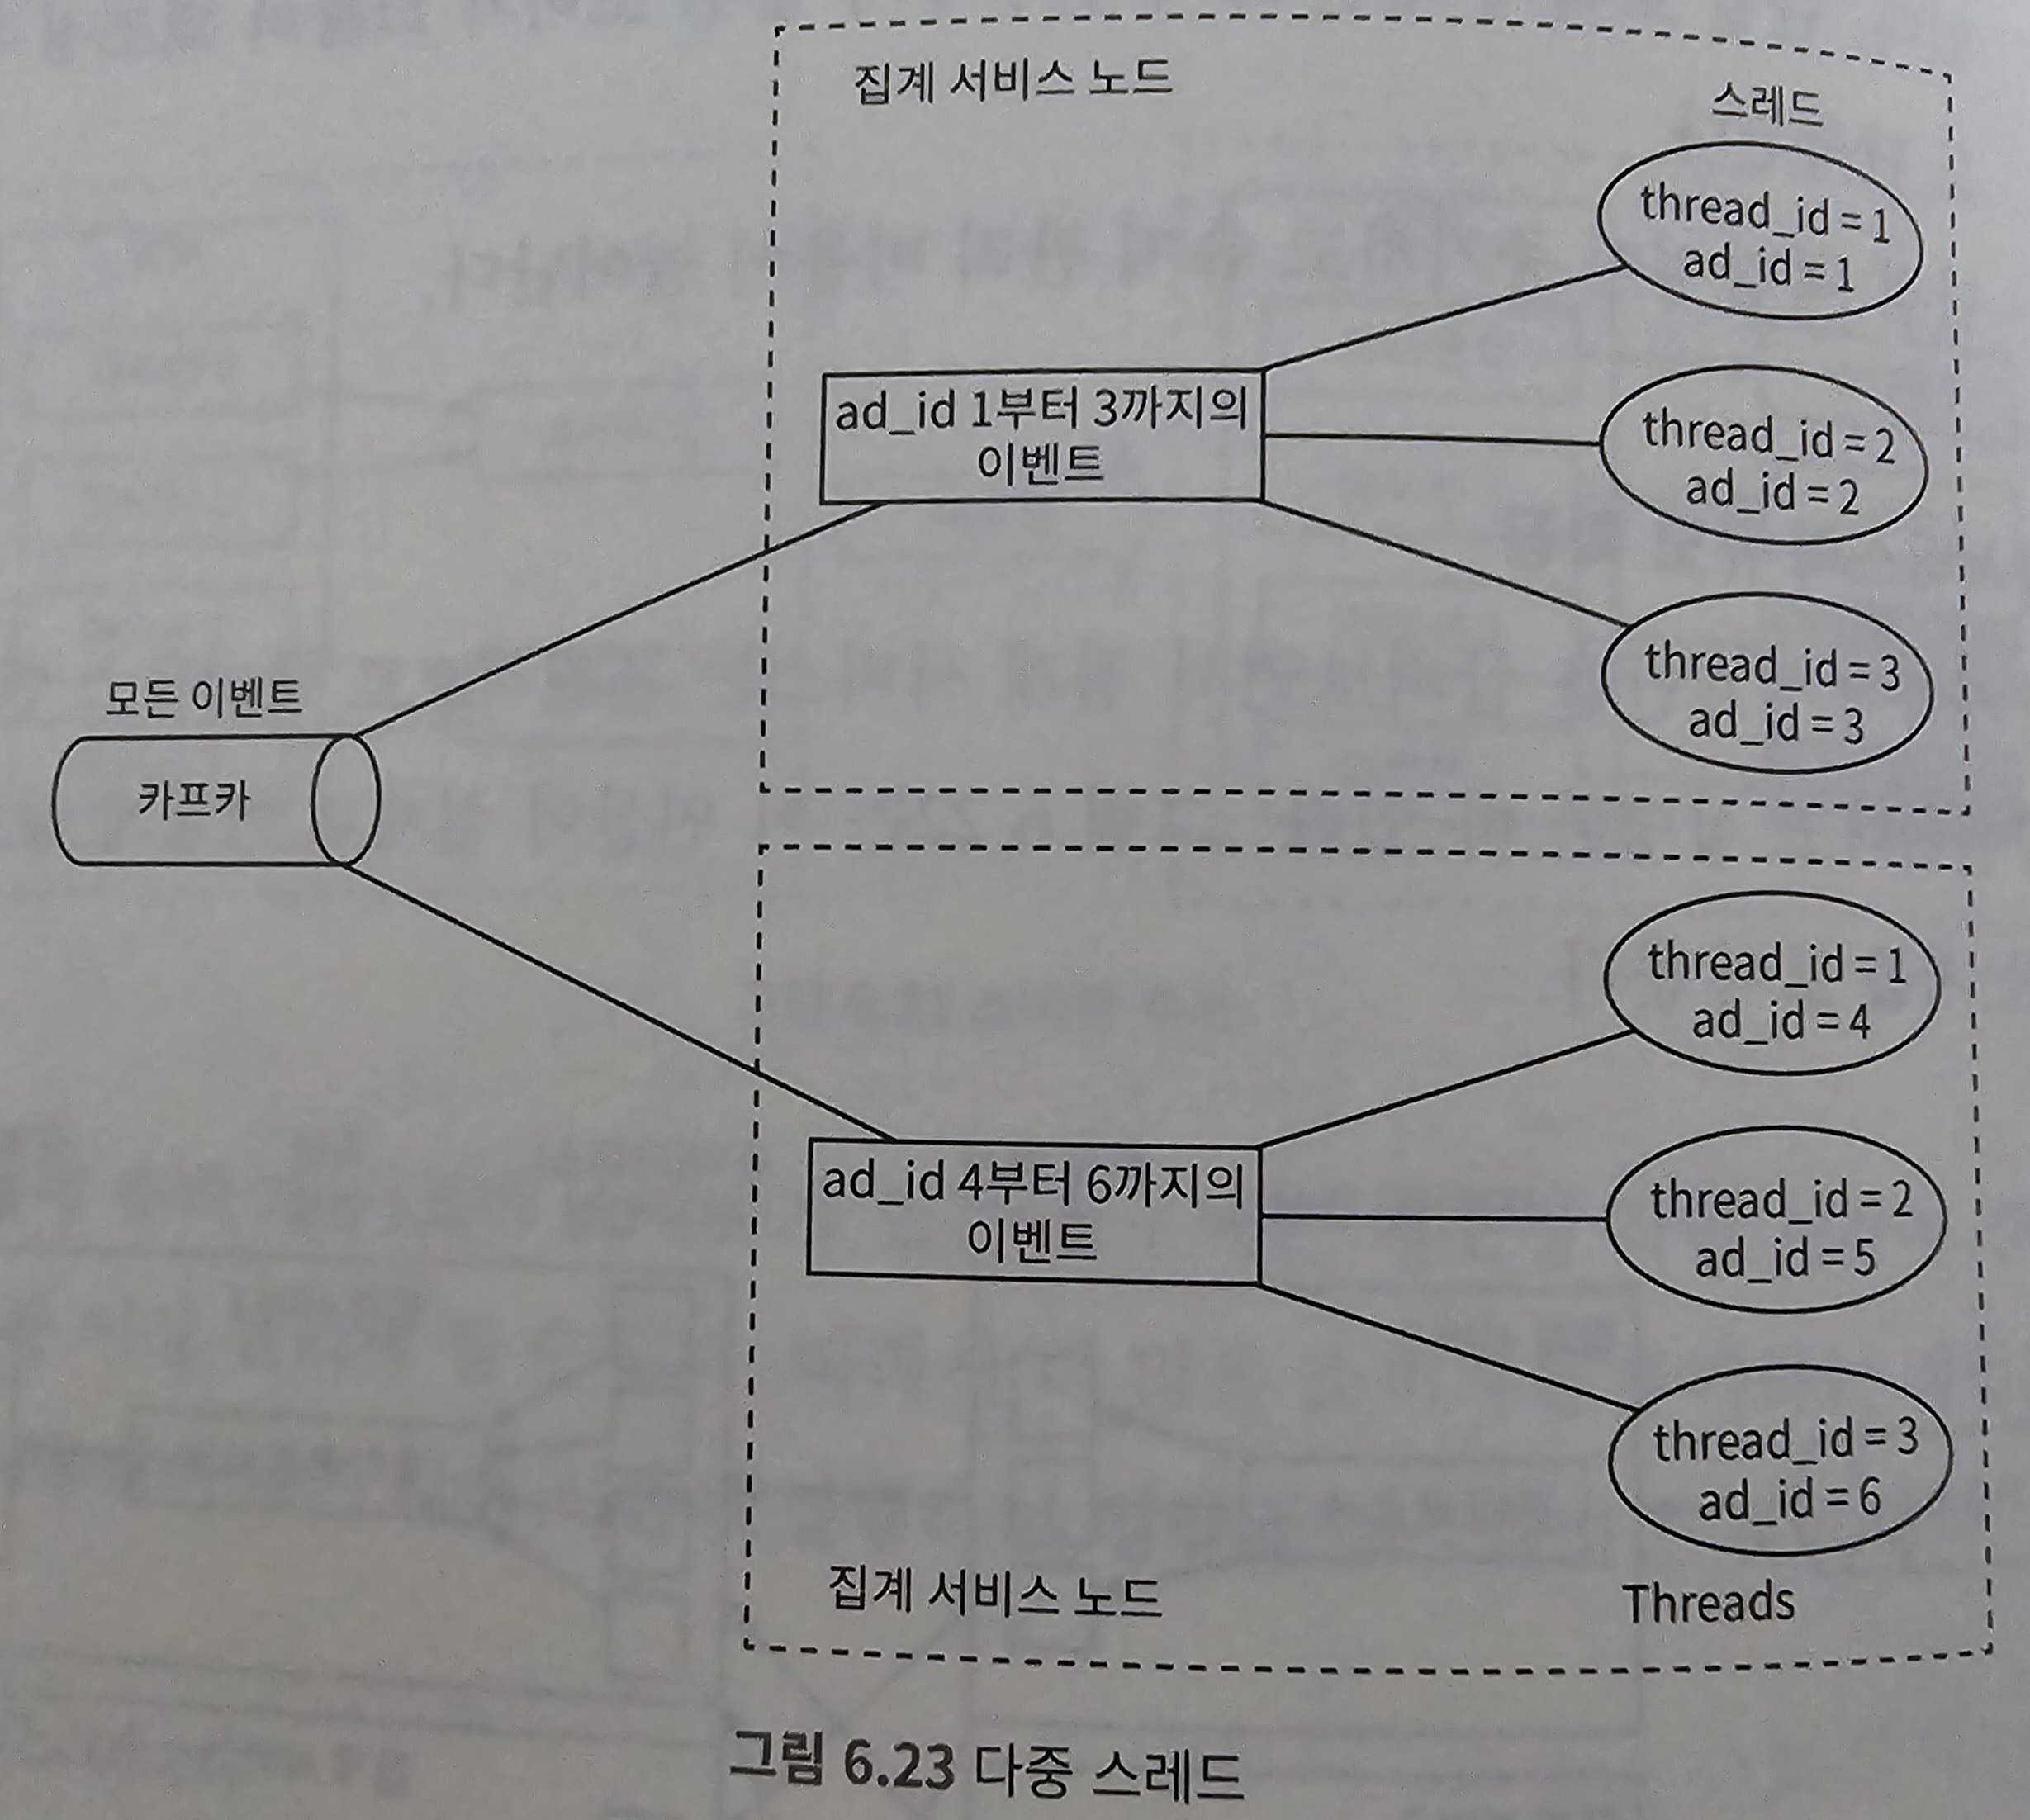 집계 서비스 노드
스레드
thread_id = 1
ad_id = 1
ad_id 1부터 3까지의
이벤트
thread_id = 2
ad_id = 2
thread_id = 3
ad_id = 3
모든 이벤트
카프카
thread_id = 1
ad_id = 4
ad_id 4부터 6까지의
이벤트
thread_id = 2
ad_id = 5
thread_id = 3
ad_id = 6
집계 서비스 노드
Threads
그림 6.23 다중 스레드